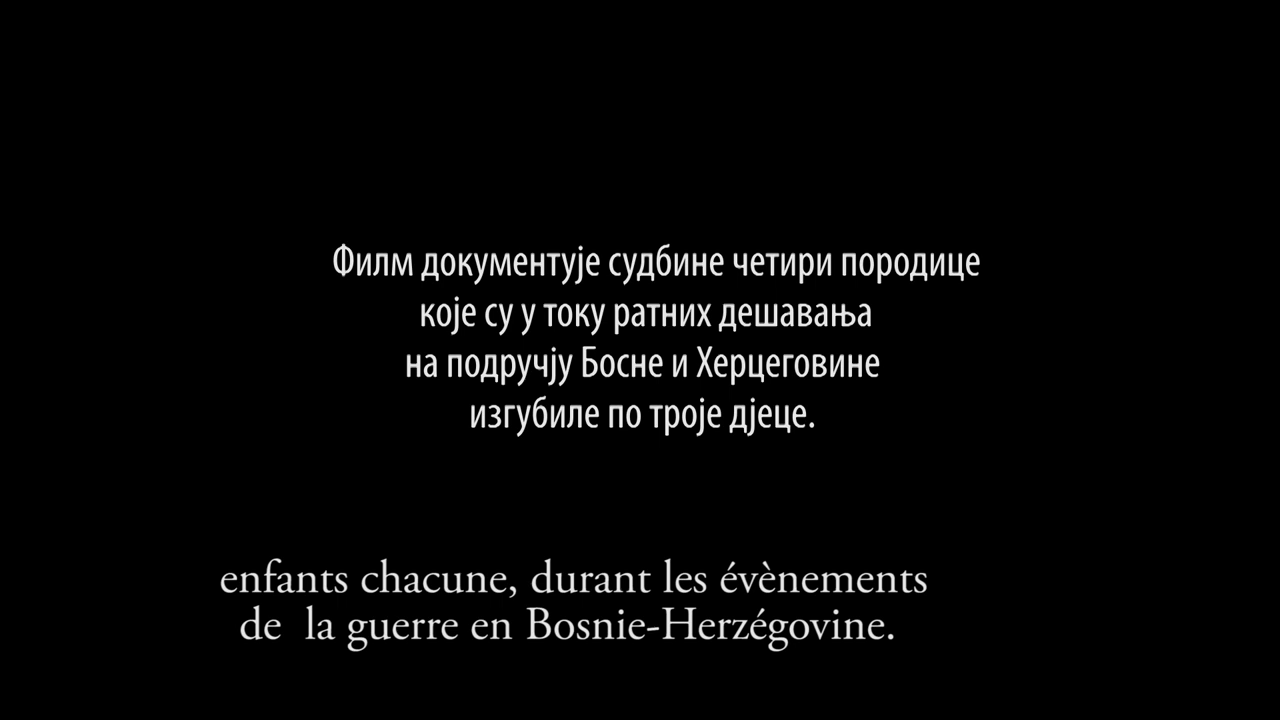 Филм документује судбине четири породице
које су у току ратних дешавања
на подручју Босне и Херцеговине
изгубиле по троје дјеце.
enfants chacune, durant les évènements
de  la guerre en Bosnie-Herzégovine.